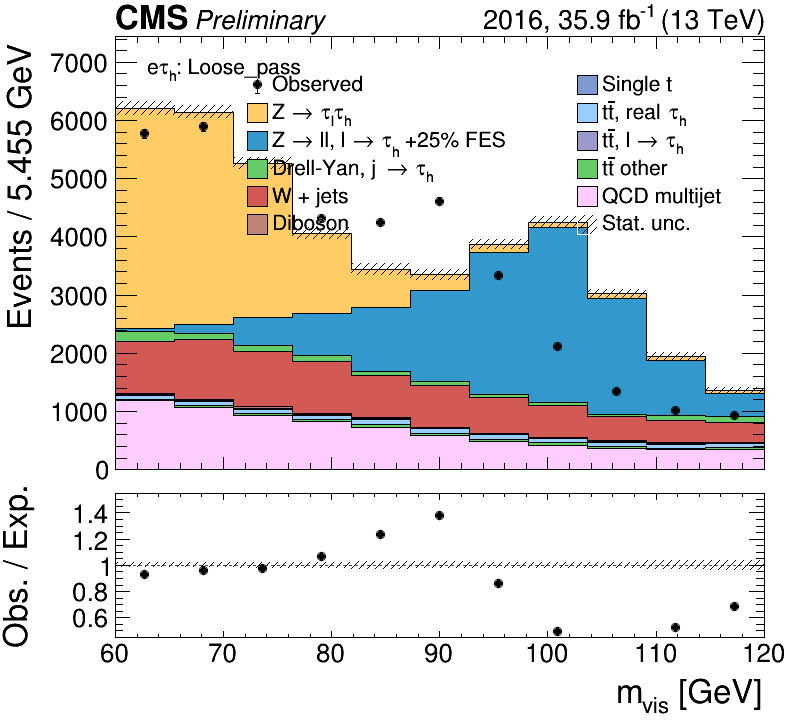 CMS Preliminary 2016, 35.9 fb⁻¹ (13 TeV)
Events / 5.455 GeV
7000
6000
5000
4000
3000
2000
1000
0
eτₕ: Loose_pass
Observed
Z → τₗτₕ
Z → ll, l → τₕ +25% FES
Drell-Yan, j → τₕ
W + jets
Diboson
Single t
tt̄, real τₕ
tt̄, l → τₕ
tt̄ other
QCD multijet
Stat. unc.
Obs. / Exp.
1.4
1.2
1
0.8
0.6
60 70 80 90 100 110 120
m_vis [GeV]